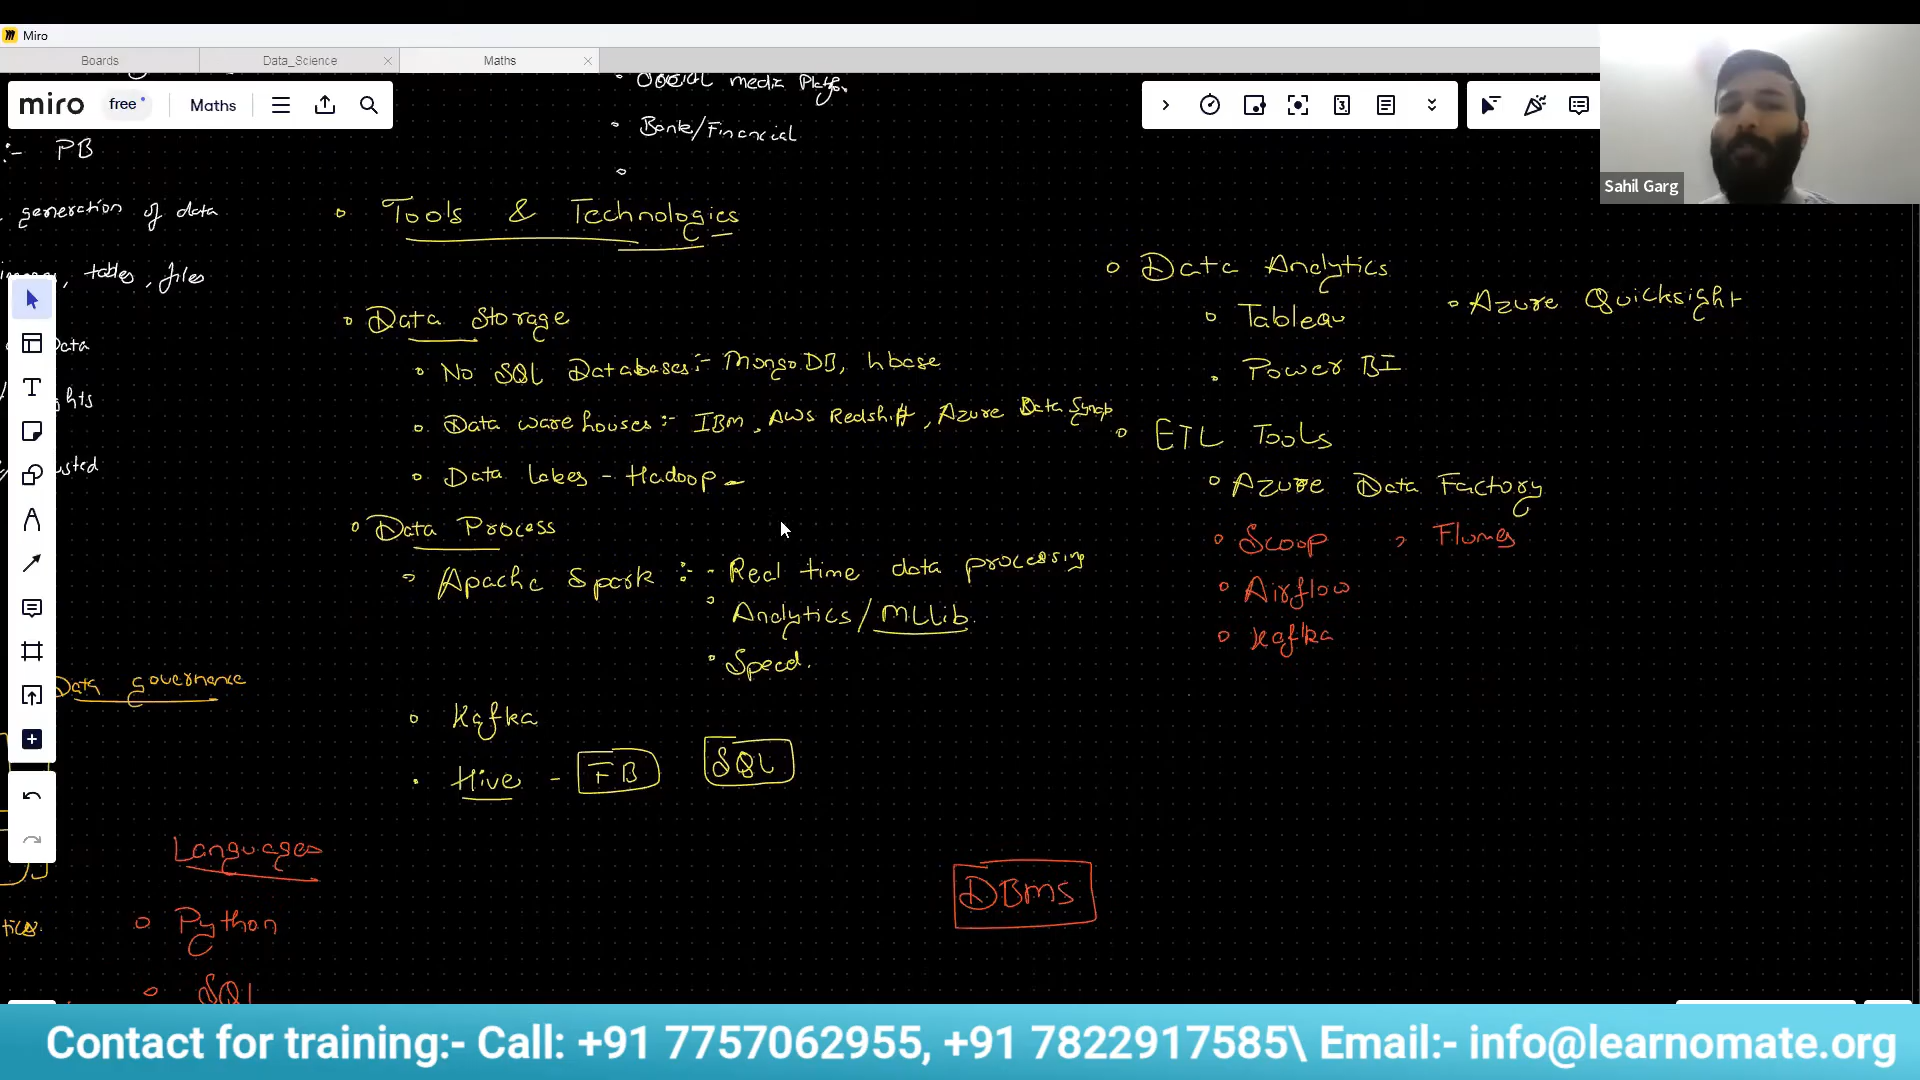 Miro
Boards
Data_Science
Maths
miro
free
Maths
Social media Platf.
Bank/Financial
Sahil Garg
:- PB
generation of data
tables, files
Data
Tools & Technologies
Data Storage
No SQL Databases:- MongoDB, hbase
Data warehouses:- IBM, AWS Redshift, Azure Data Synap
Data lakes - Hadoop -
Data Process
Apache Spark :- Real time data processing
Analytics/MLlib.
Speed.
Kafka
Hive - FB SQL
Data Analytics
Tableau
Azure Quicksight
Power BI
ETL Tools
Azure Data Factory
Scoop , Flumes
Airflow
Kafka
Data governance
Languages
Python
SQL
DBMS
Contact for training:- Call: +91 7757062955, +91 7822917585\ Email:- info@learnomate.org